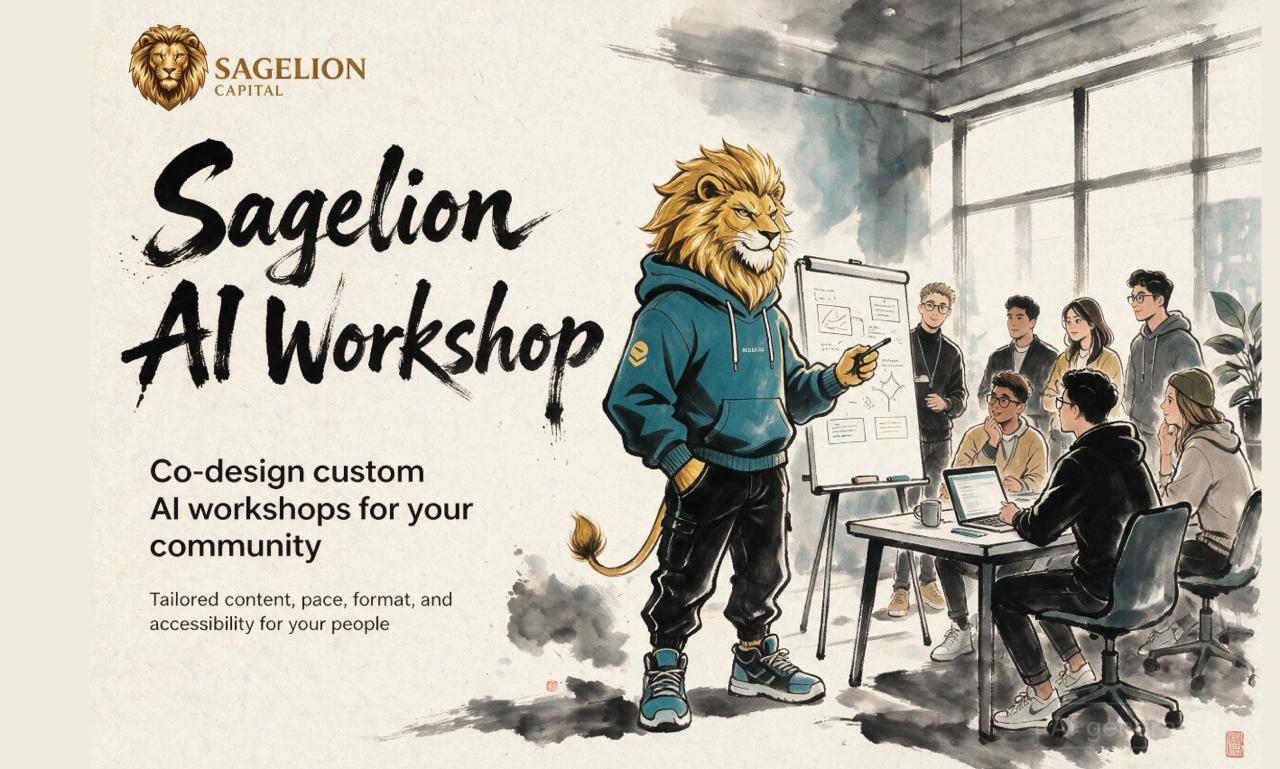 SAGELION
CAPITAL
Sagelion
AI Workshop
Co-design custom
AI workshops for your
community
Tailored content, pace, format, and
accessibility for your people